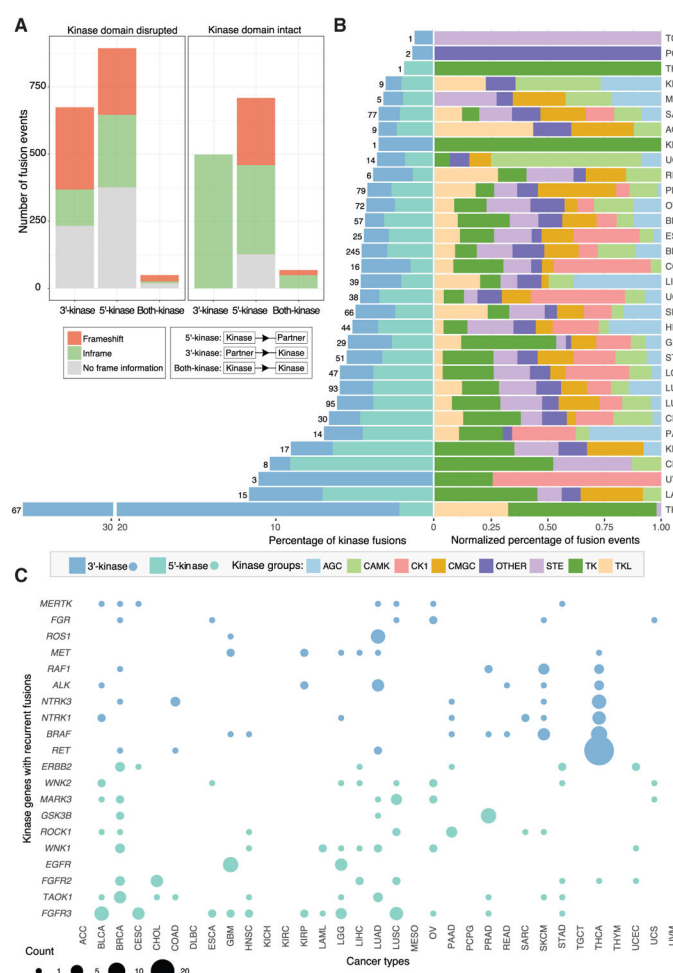 A
B
Kinase domain disrupted
Kinase domain intact
Number of fusion events
750
500
250
0
3'-kinase 5'-kinase Both-kinase
3'-kinase 5'-kinase Both-kinase
Frameshift
Inframe
No frame information
5'-kinase: Kinase Partner
3'-kinase: Partner Kinase
Both-kinase: Kinase Kinase
1
2
1
9
5
77
9
1
14
6
79
72
57
25
245
16
39
38
66
44
29
51
47
93
95
30
14
17
8
3
15
67
30 20 10 0
Percentage of kinase fusions
0.25 0.50 0.75 1.00
Normalized percentage of fusion events
3'-kinase 5'-kinase Kinase groups: AGC CAMK CK1 CMGC OTHER STE TK TKL
C
Kinase genes with recurrent fusions
MERTK
FGR
ROS1
MET
RAF1
ALK
NTRK3
NTRK1
BRAF
RET
ERBB2
WNK2
MARK3
GSK3B
ROCK1
WNK1
EGFR
FGFR2
TAOK1
FGFR3
ACC
BLCA
BRCA
CESC
CHOL
COAD
DLBC
ESCA
GBM
HNSC
KICH
KIRC
KIRP
LAML
LGG
LIHC
LUAD
LUSC
MESO
OV
PAAD
PCPG
PRAD
READ
SARC
SKCM
STAD
TGCT
THCA
THYM
UCEC
UCS
UVM
Cancer types
Count
1 5 10 20